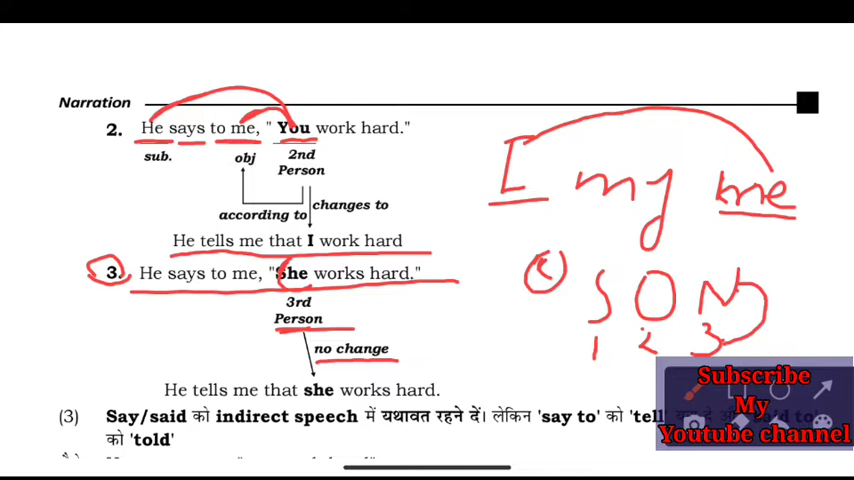 Narration
2. He says to me, " You work hard."
sub. obj 2nd
Person
changes to
according to
He tells me that I work hard
3. He says to me, "She works hard."
3rd
Person
no change
He tells me that she works hard.
(3) Say/said को indirect speech में यथावत रहने दें। लेकिन 'say to' को 'tell'
को 'told'
I my me
S O N
1 2 3
Subscribe
My
Youtube channel